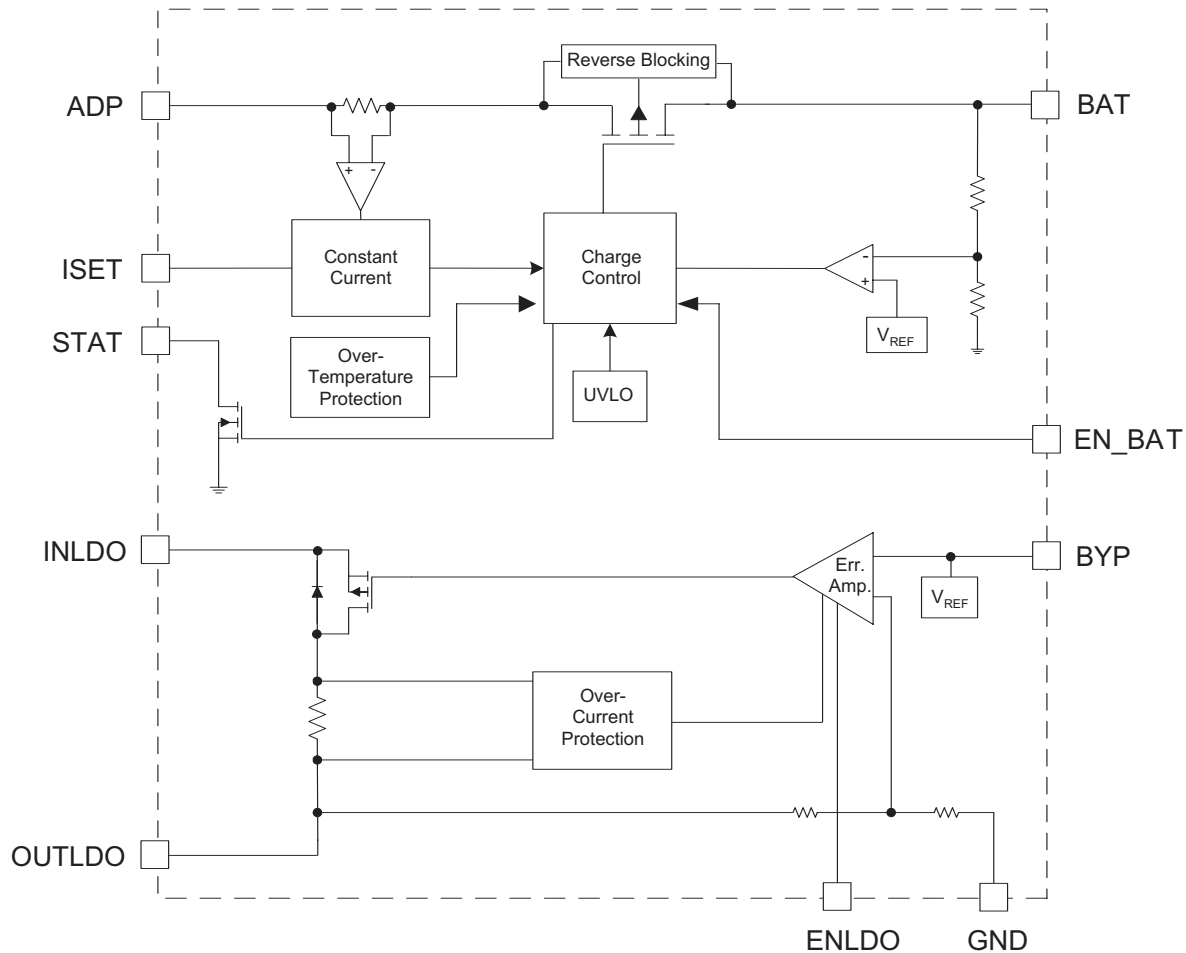 Reverse Blocking
ADP
BAT
+ -
ISET
Constant
Current
Charge
Control
-
+
V_REF
STAT
Over-
Temperature
Protection
UVLO
EN_BAT
INLDO
Err.
Amp.
BYP
V_REF
Over-
Current
Protection
OUTLDO
ENLDO
GND